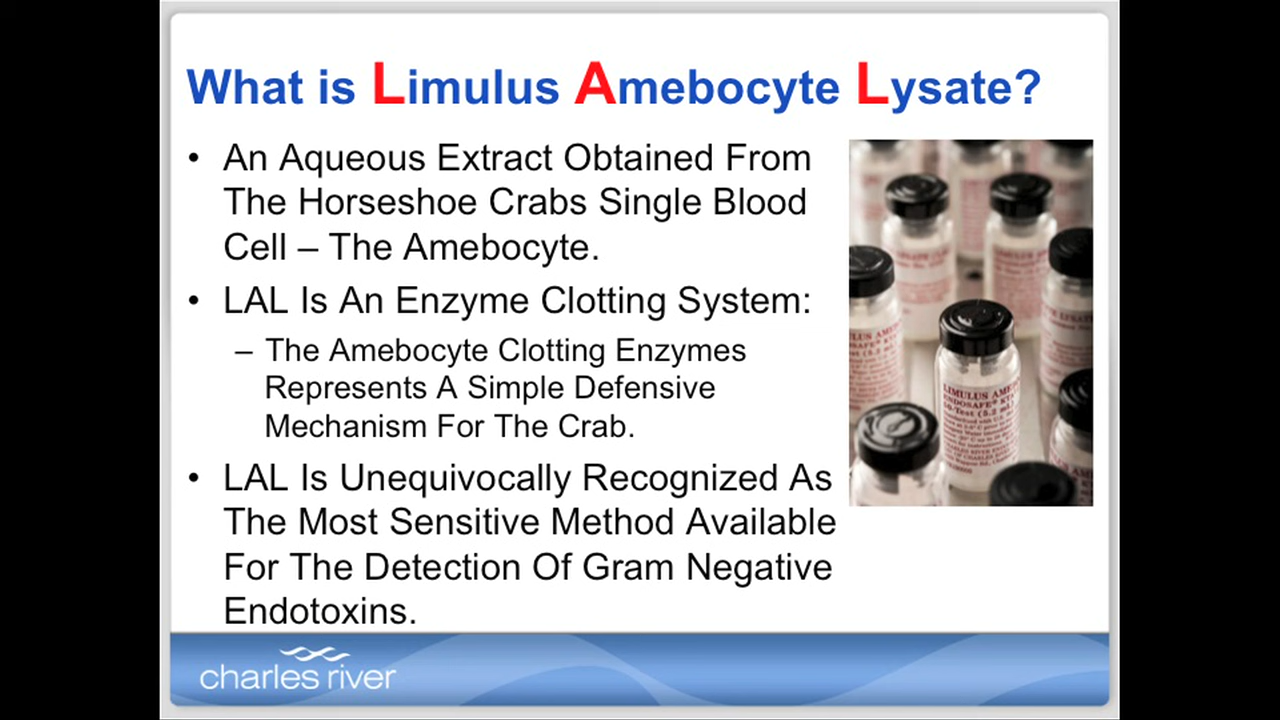 What is Limulus Amebocyte Lysate?
• An Aqueous Extract Obtained From
The Horseshoe Crabs Single Blood
Cell – The Amebocyte.
• LAL Is An Enzyme Clotting System:
– The Amebocyte Clotting Enzymes
Represents A Simple Defensive
Mechanism For The Crab.
• LAL Is Unequivocally Recognized As
The Most Sensitive Method Available
For The Detection Of Gram Negative
Endotoxins.
LIMULUS
ENDOSAFE®
charles river